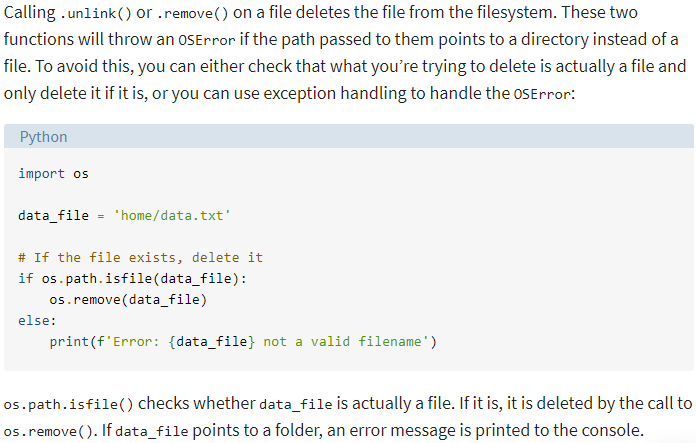 Calling .unlink() or .remove() on a file deletes the file from the filesystem. These two
functions will throw an OSError if the path passed to them points to a directory instead of a
file. To avoid this, you can either check that what you’re trying to delete is actually a file and
only delete it if it is, or you can use exception handling to handle the OSError:
Python
import os
data_file = 'home/data.txt'
# If the file exists, delete it
if os.path.isfile(data_file):
    os.remove(data_file)
else:
    print(f'Error: {data_file} not a valid filename')
os.path.isfile() checks whether data_file is actually a file. If it is, it is deleted by the call to
os.remove(). If data_file points to a folder, an error message is printed to the console.